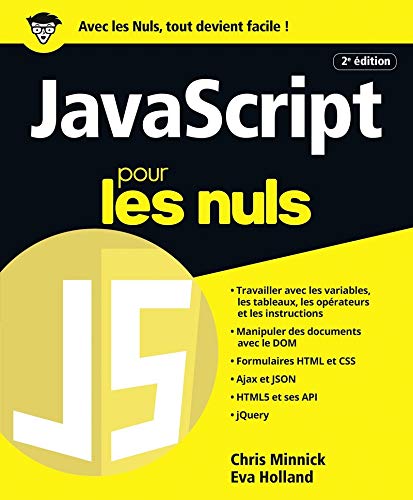 Avec les Nuls, tout devient facile !
2e édition
JavaScript
pour
les nuls
JS
• Travailler avec les variables,
les tableaux, les opérateurs
et les instructions
• Manipuler des documents
avec le DOM
• Formulaires HTML et CSS
• Ajax et JSON
• HTML5 et ses API
• jQuery
Chris Minnick
Eva Holland